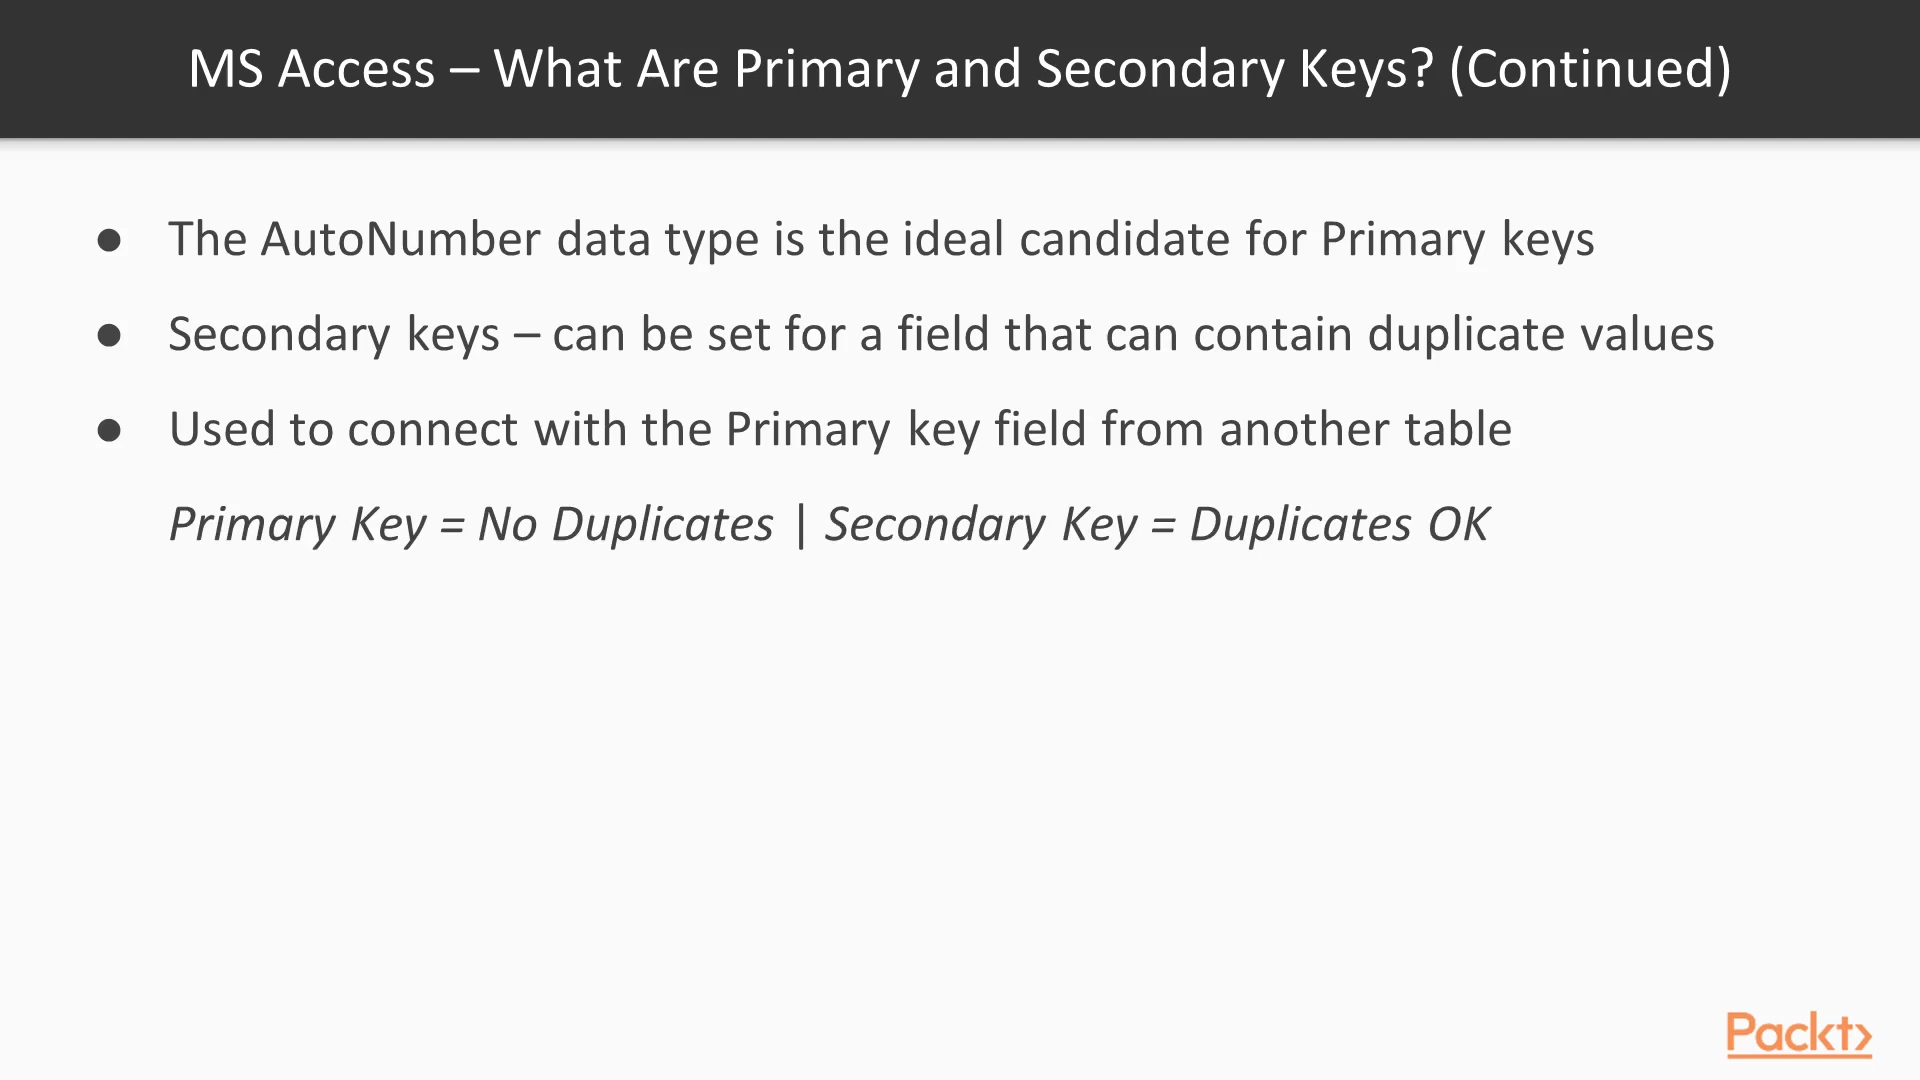 MS Access – What Are Primary and Secondary Keys? (Continued)
● The AutoNumber data type is the ideal candidate for Primary keys
● Secondary keys – can be set for a field that can contain duplicate values
● Used to connect with the Primary key field from another table
Primary Key = No Duplicates | Secondary Key = Duplicates OK
Packt>